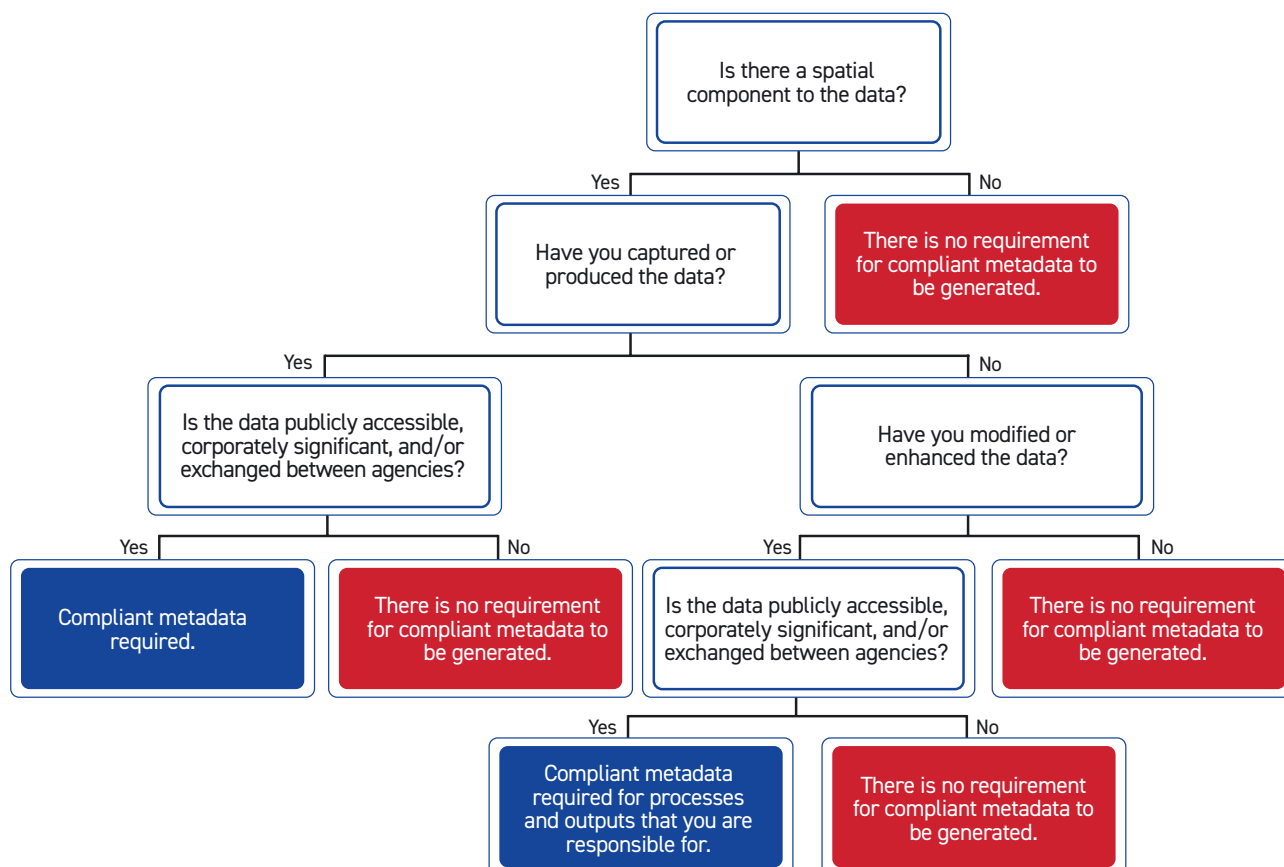 Is there a spatial
component to the data?
Yes
No
Have you captured or
produced the data?
There is no requirement
for compliant metadata to
be generated.
Yes
No
Is the data publicly accessible,
corporately significant, and/or
exchanged between agencies?
Have you modified or
enhanced the data?
Yes
No
Yes
No
Compliant metadata
required.
There is no requirement
for compliant metadata to
be generated.
Is the data publicly accessible,
corporately significant, and/or
exchanged between agencies?
There is no requirement
for compliant metadata to
be generated.
Yes
No
Compliant metadata
required for processes
and outputs that you are
responsible for.
There is no requirement
for compliant metadata to
be generated.